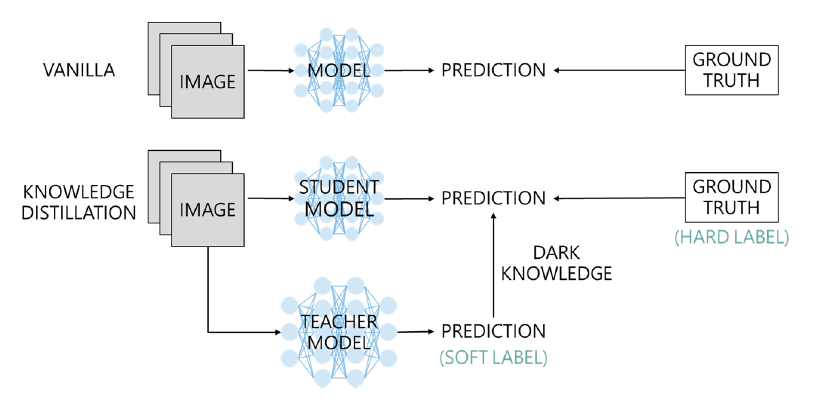 VANILLA
IMAGE
MODEL
PREDICTION
GROUND
TRUTH
KNOWLEDGE
DISTILLATION
IMAGE
STUDENT
MODEL
PREDICTION
GROUND
TRUTH
(HARD LABEL)
DARK
KNOWLEDGE
TEACHER
MODEL
PREDICTION
(SOFT LABEL)